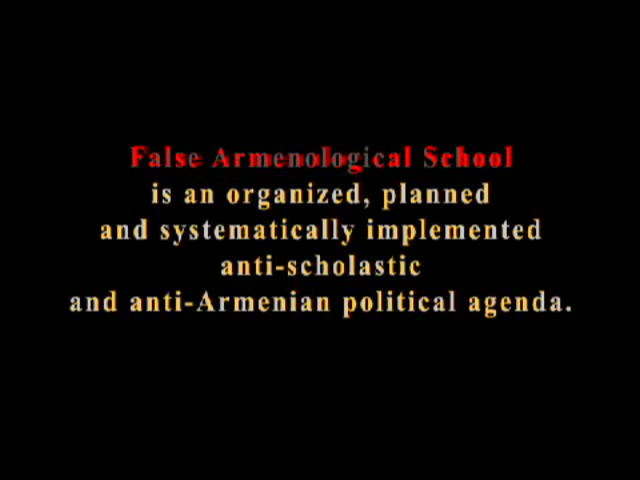 False Armenological School
is an organized, planned
and systematically implemented
anti-scholastic
and anti-Armenian political agenda.